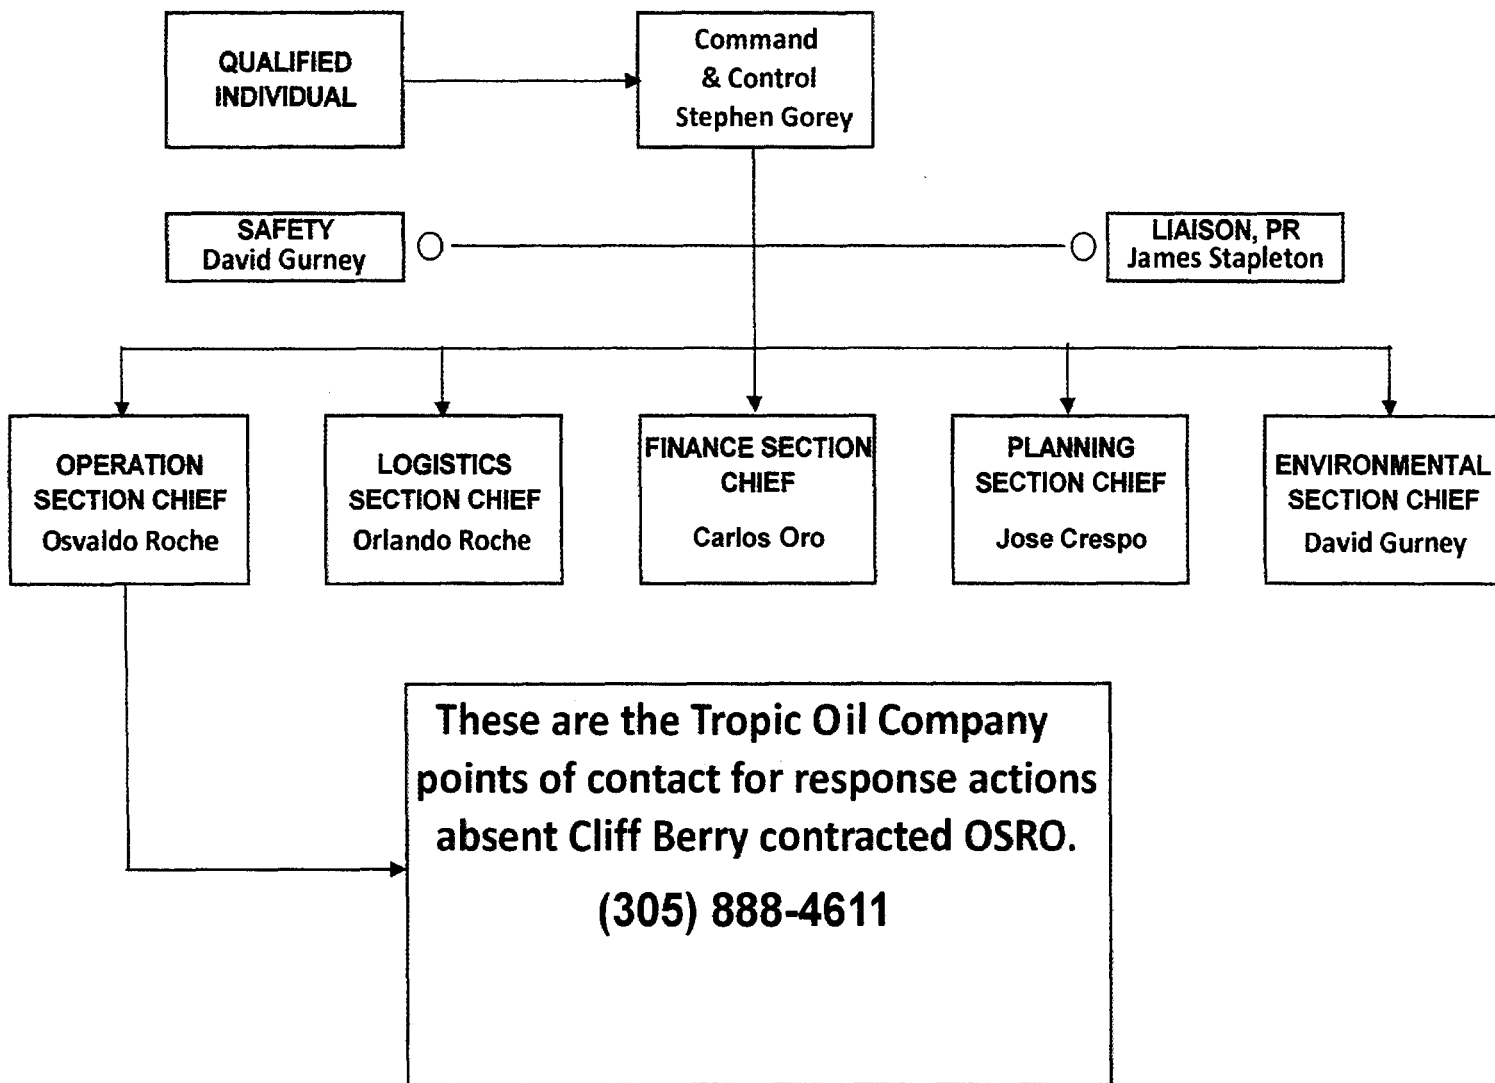 QUALIFIED
INDIVIDUAL
Command
& Control
Stephen Gorey
SAFETY
David Gurney
LIAISON, PR
James Stapleton
OPERATION
SECTION CHIEF
Osvaldo Roche
LOGISTICS
SECTION CHIEF
Orlando Roche
FINANCE SECTION
CHIEF
Carlos Oro
PLANNING
SECTION CHIEF
Jose Crespo
ENVIRONMENTAL
SECTION CHIEF
David Gurney
These are the Tropic Oil Company
points of contact for response actions
absent Cliff Berry contracted OSRO.
(305) 888-4611